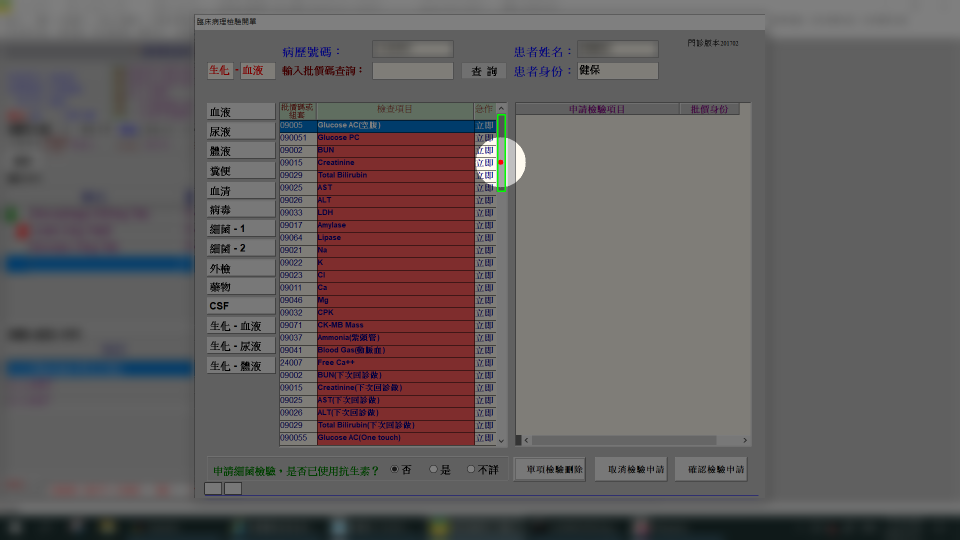 臨床病理檢驗開單
病歷號碼：
患者姓名：
門診版本201702
生化 - 血液
輸入批價碼查詢：
查 詢
患者身份：
健保
血液
尿液
體液
糞便
血清
病毒
細菌 - 1
細菌 - 2
外檢
藥物
CSF
生化 - 血液
生化 - 尿液
生化 - 體液
批價碼或組套 檢查項目 急作
09005 Glucose AC(空腹) 立即
090051 Glucose PC 立即
09002 BUN 立即
09015 Creatinine 立即
09029 Total Bilirubin 立即
09025 AST 立即
09026 ALT 立即
09033 LDH 立即
09017 Amylase 立即
09064 Lipase 立即
09021 Na 立即
09022 K 立即
09023 Cl 立即
09011 Ca 立即
09046 Mg 立即
09032 CPK 立即
09071 CK-MB Mass 立即
09037 Ammonia(紫頭管) 立即
09041 Blood Gas(動脈血) 立即
24007 Free Ca++ 立即
09002 BUN(下次回診做) 立即
09015 Creatinine(下次回診做) 立即
09025 AST(下次回診做) 立即
09026 ALT(下次回診做) 立即
09029 Total Bilirubin(下次回診做) 立即
090055 Glucose AC(One touch) 立即
申請檢驗項目 批價身份
申請細菌檢驗，是否已使用抗生素？ 否 是 不詳
單項檢驗刪除
取消檢驗申請
確認檢驗申請